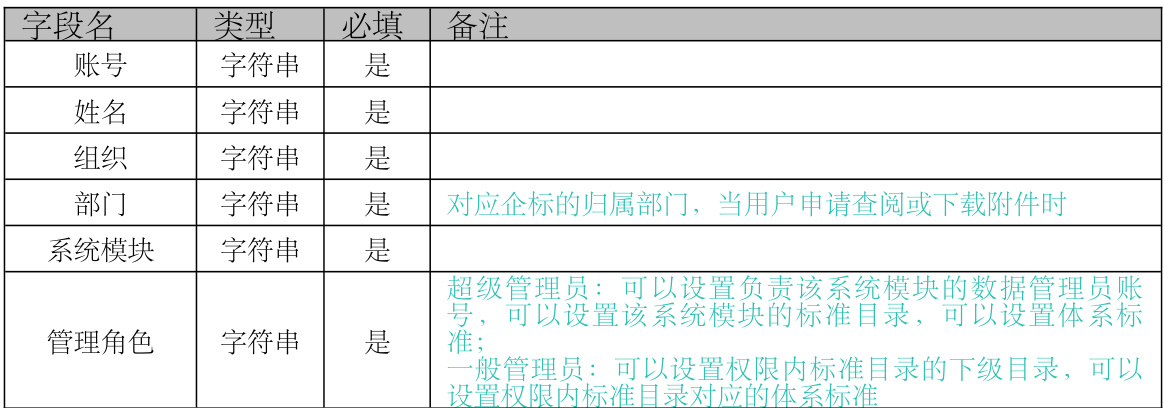 字段名 类型 必填 备注
账号 字符串 是
姓名 字符串 是
组织 字符串 是
部门 字符串 是 对应企标的归属部门，当用户申请查阅或下载附件时
系统模块 字符串 是
管理角色 字符串 是 超级管理员：可以设置负责该系统模块的数据管理员账
号，可以设置该系统模块的标准目录，可以设置体系标
准；
一般管理员：可以设置权限内标准目录的下级目录，可以
设置权限内标准目录对应的体系标准